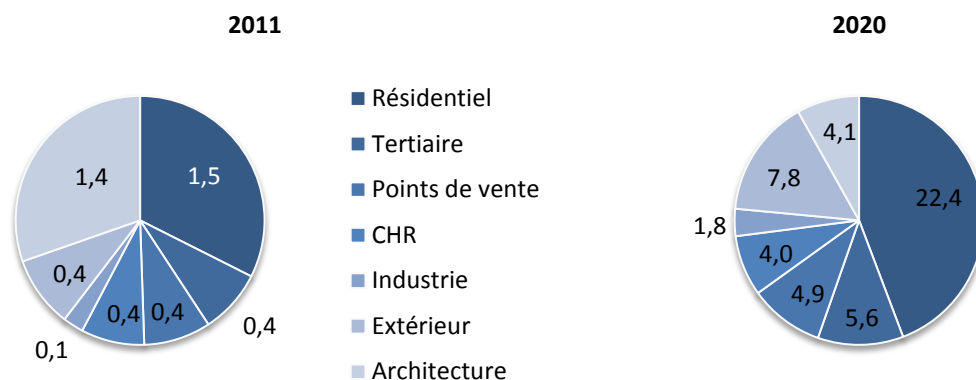 2011
2020
1,4
1,5
0,4
0,4
0,4
0,4
0,1
Résidentiel
Tertiaire
Points de vente
CHR
Industrie
Extérieur
Architecture
4,1
7,8
22,4
1,8
4,0
4,9
5,6